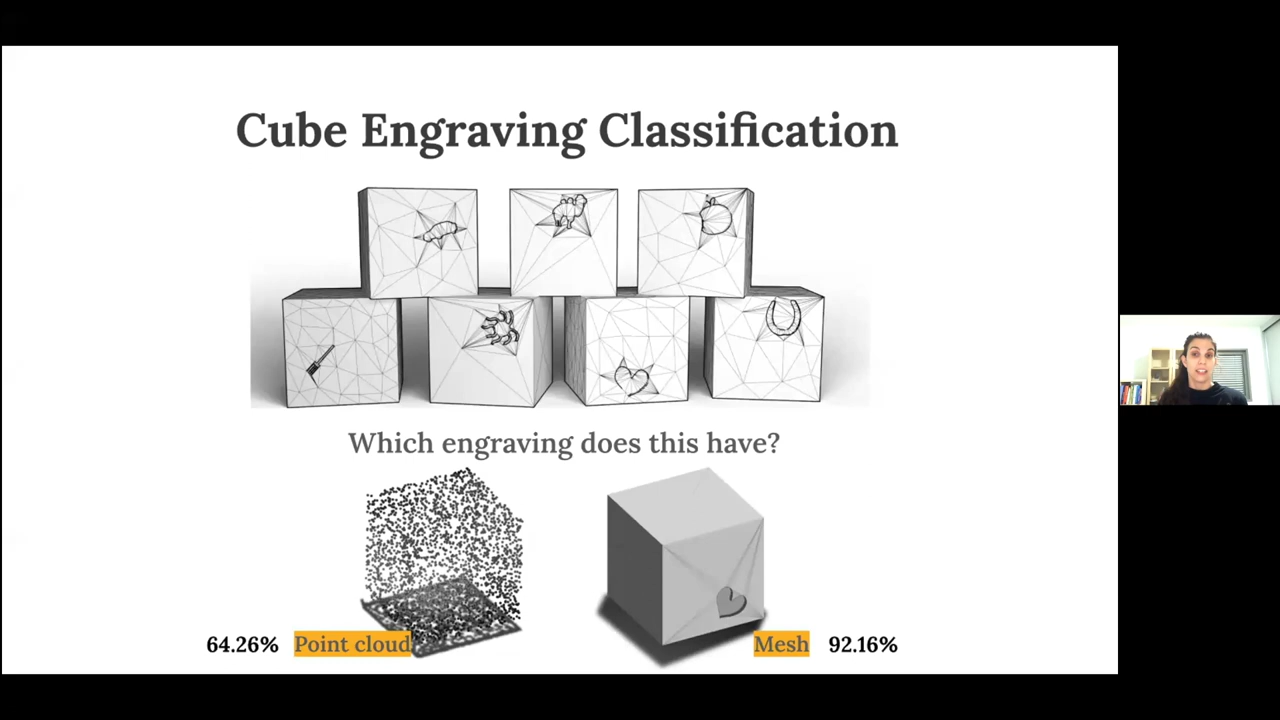 Cube Engraving Classification
Which engraving does this have?
64.26% Point cloud
Mesh 92.16%